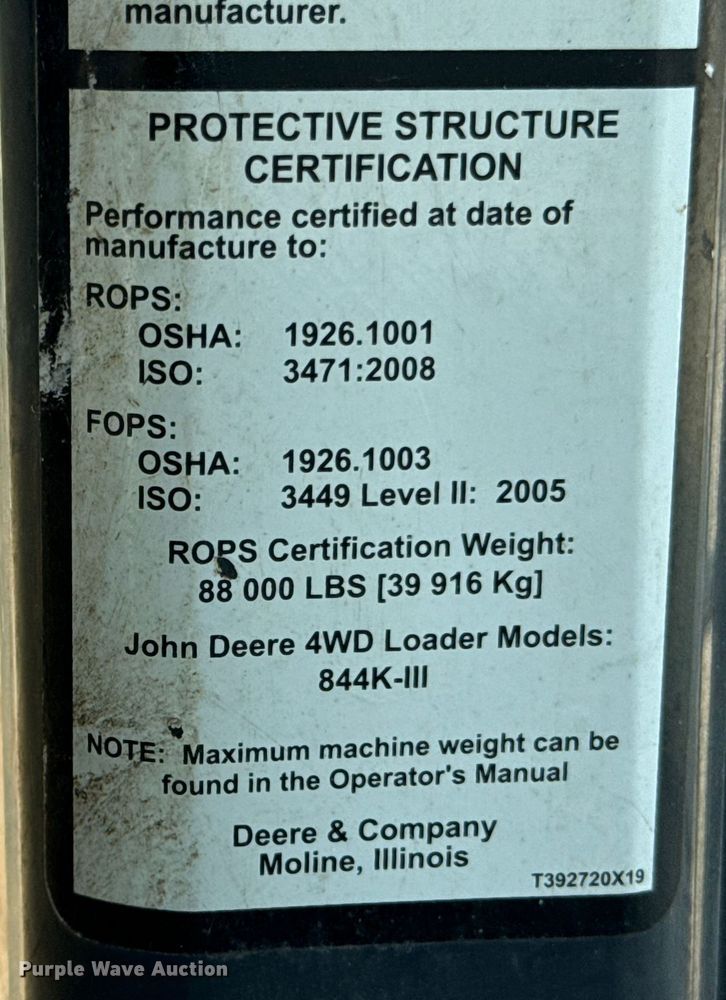 manufacturer.
PROTECTIVE STRUCTURE
CERTIFICATION
Performance certified at date of
manufacture to:
ROPS:
OSHA: 1926.1001
ISO: 3471:2008
FOPS:
OSHA: 1926.1003
ISO: 3449 Level II: 2005
ROPS Certification Weight:
88 000 LBS [39 916 Kg]
John Deere 4WD Loader Models:
844K-III
NOTE: Maximum machine weight can be
found in the Operator's Manual
Deere & Company
Moline, Illinois
T392720X19
Purple Wave Auction